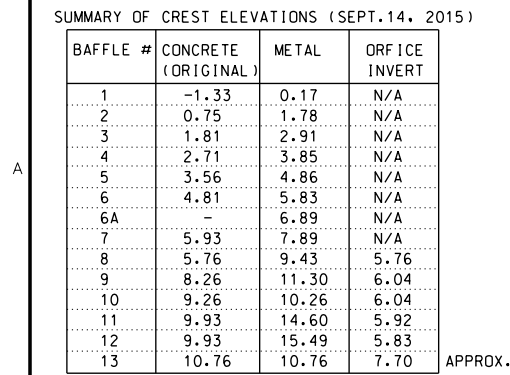 SUMMARY OF CREST ELEVATIONS (SEPT.14, 2015)
BAFFLE # CONCRETE (ORIGINAL) METAL ORFICE INVERT
1 -1.33 0.17 N/A
2 0.75 1.78 N/A
3 1.81 2.91 N/A
A
4 2.71 3.85 N/A
5 3.56 4.86 N/A
6 4.81 5.83 N/A
6A - 6.89 N/A
7 5.93 7.89 N/A
8 5.76 9.43 5.76
9 8.26 11.30 6.04
10 9.26 10.26 6.04
11 9.93 14.60 5.92
12 9.93 15.49 5.83
13 10.76 10.76 7.70 APPROX.